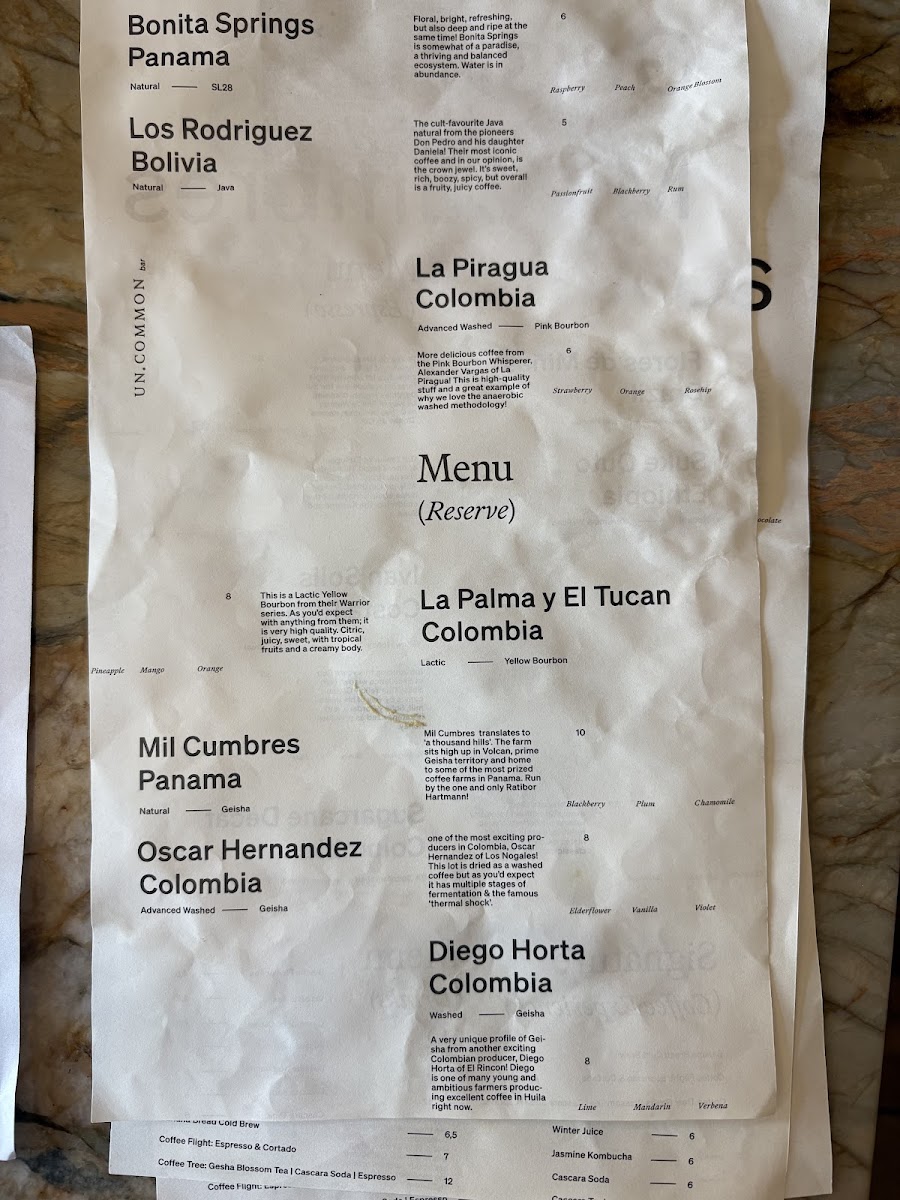 Bonita Springs
Panama
Natural — SL28
Floral, bright, refreshing,
but also deep and ripe at the
same time! Bonita Springs
is somewhat of a paradise,
a thriving and balanced
ecosystem. Water is in
abundance.
6
Raspberry Peach Orange Blossom
Los Rodriguez
Bolivia
Natural — Java
The cult-favourite Java
natural from the pioneers
Don Pedro and his daughter
Daniela! Their most iconic
coffee and in our opinion, is
the crown jewel. It's sweet,
rich, boozy, spicy, but overall
is a fruity, juicy coffee.
5
Passionfruit Blackberry Rum
UN.COMMON bar
La Piragua
Colombia
Advanced Washed — Pink Bourbon
More delicious coffee from
the Pink Bourbon Whisperer,
Alexander Vargas of La
Piragua! This is high-quality
stuff and a great example of
why we love the anaerobic
washed methodology!
6
Strawberry Orange Rosehip
s
Menu
(Reserve)
ocolate
8
This is a Lactic Yellow
Bourbon from their Warrior
series. As you'd expect
with anything from them; it
is very high quality. Citric,
juicy, sweet, with tropical
fruits and a creamy body.
Pineapple Mango Orange
La Palma y El Tucan
Colombia
Lactic — Yellow Bourbon
Mil Cumbres
Panama
Natural — Geisha
Mil Cumbres translates to
'a thousand hills'. The farm
sits high up in Volcan, prime
Geisha territory and home
to some of the most prized
coffee farms in Panama. Run
by the one and only Ratibor
Hartmann!
10
Blackberry Plum Chamomile
Oscar Hernandez
Colombia
Advanced Washed — Geisha
one of the most exciting pro-
ducers in Colombia, Oscar
Hernandez of Los Nogales!
This lot is dried as a washed
coffee but as you'd expect
it has multiple stages of
fermentation & the famous
'thermal shock'.
8
Elderflower Vanilla Violet
Diego Horta
Colombia
Washed — Geisha
A very unique profile of Gei-
sha from another exciting
Colombian producer, Diego
Horta of El Rincon! Diego
is one of many young and
ambitious farmers produc-
ing excellent coffee in Huila
right now.
8
Lime Mandarin Verbena
Bread Cold Brew — 6,5
Coffee Flight: Espresso & Cortado — 7
Coffee Tree: Gesha Blossom Tea | Cascara Soda | Espresso — 12
Coffee Flight:
Winter Juice — 6
Jasmine Kombucha — 6
Cascara Soda — 6